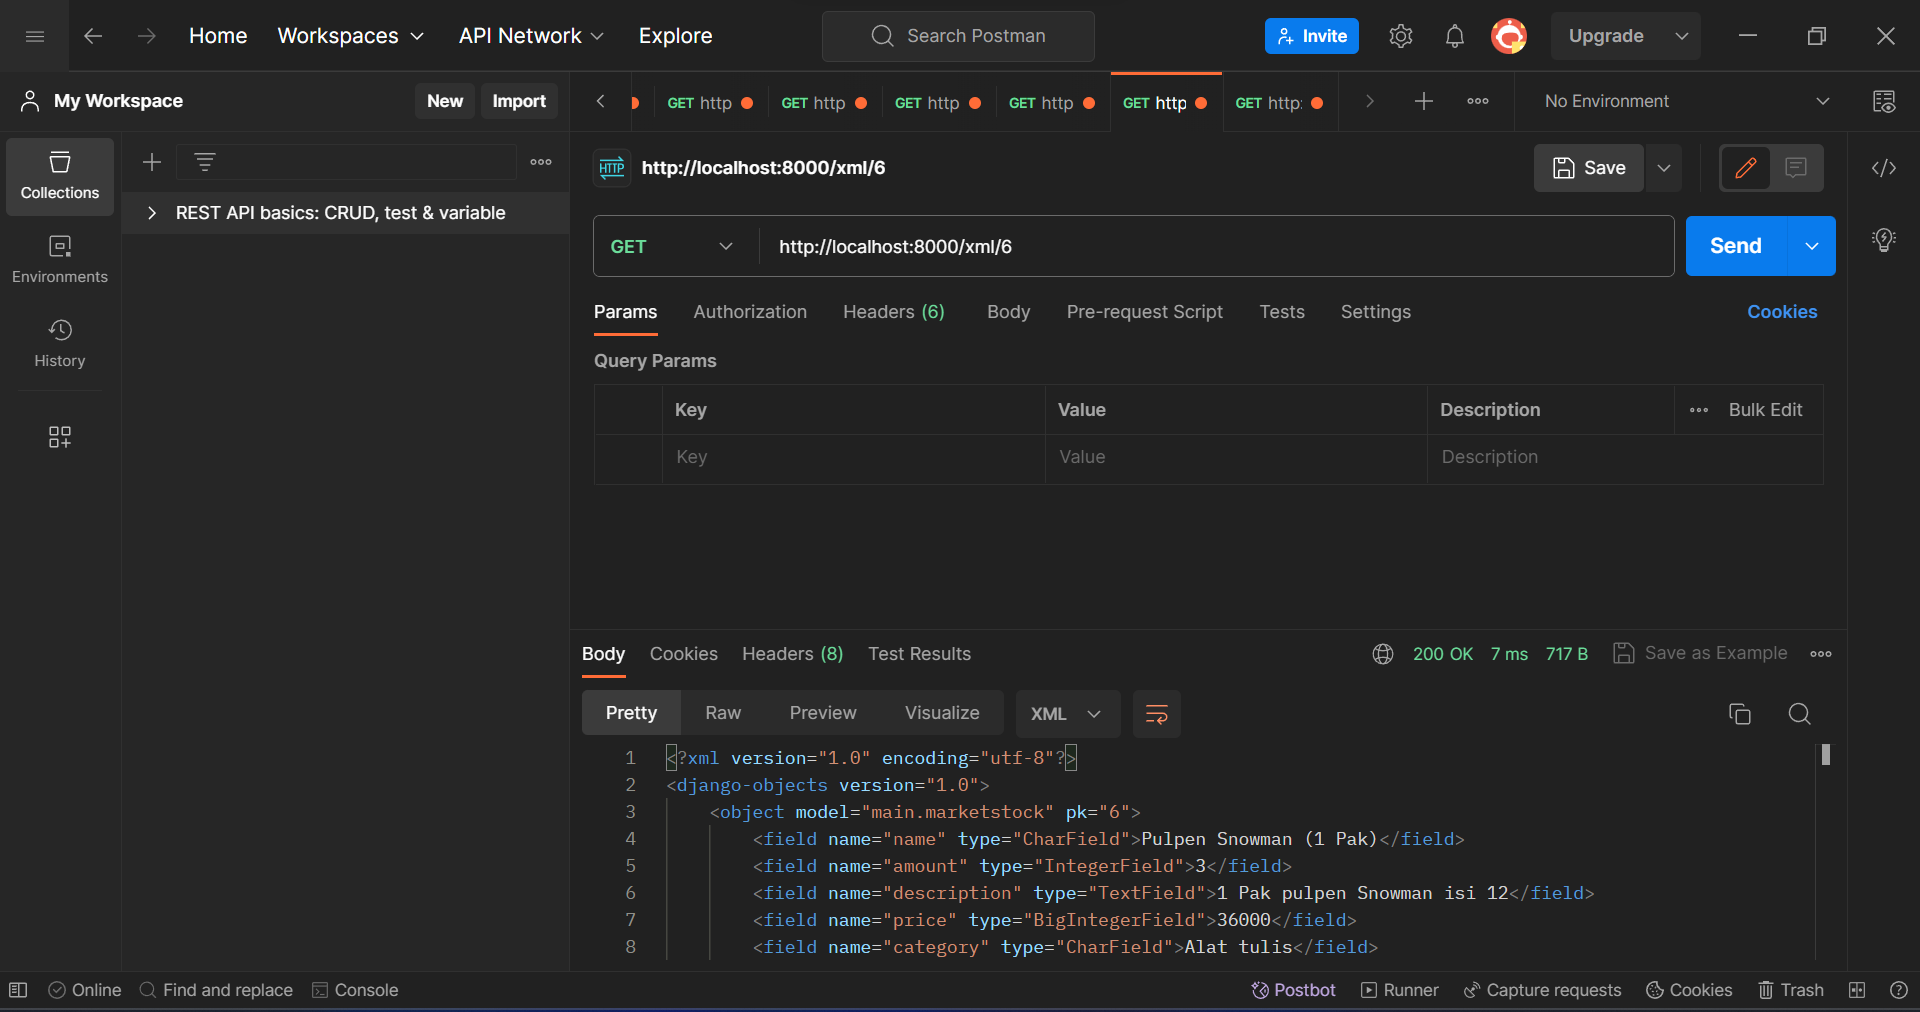 Home Workspaces API Network Explore Search Postman Invite Upgrade
My Workspace New Import GET http GET http GET http GET http GET http GET http: No Environment
Collections
Environments
History
REST API basics: CRUD, test & variable
HTTP http://localhost:8000/xml/6 Save
GET http://localhost:8000/xml/6 Send
Params Authorization Headers (6) Body Pre-request Script Tests Settings Cookies
Query Params
Key Value Description Bulk Edit
Key Value Description
Body Cookies Headers (8) Test Results 200 OK 7 ms 717 B Save as Example
Pretty Raw Preview Visualize XML
1 <?xml version="1.0" encoding="utf-8"?>
2 <django-objects version="1.0">
3 <object model="main.marketstock" pk="6">
4 <field name="name" type="CharField">Pulpen Snowman (1 Pak)</field>
5 <field name="amount" type="IntegerField">3</field>
6 <field name="description" type="TextField">1 Pak pulpen Snowman isi 12</field>
7 <field name="price" type="BigIntegerField">36000</field>
8 <field name="category" type="CharField">Alat tulis</field>
Online Find and replace Console Postbot Runner Capture requests Cookies Trash